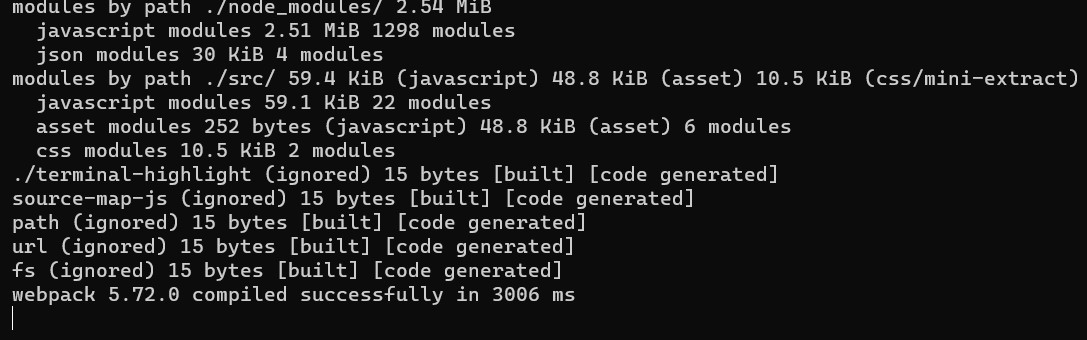 modules by path ./node_modules/ 2.54 MiB
javascript modules 2.51 MiB 1298 modules
json modules 30 KiB 4 modules
modules by path ./src/ 59.4 KiB (javascript) 48.8 KiB (asset) 10.5 KiB (css/mini-extract)
javascript modules 59.1 KiB 22 modules
asset modules 252 bytes (javascript) 48.8 KiB (asset) 6 modules
css modules 10.5 KiB 2 modules
./terminal-highlight (ignored) 15 bytes [built] [code generated]
source-map-js (ignored) 15 bytes [built] [code generated]
path (ignored) 15 bytes [built] [code generated]
url (ignored) 15 bytes [built] [code generated]
fs (ignored) 15 bytes [built] [code generated]
webpack 5.72.0 compiled successfully in 3006 ms